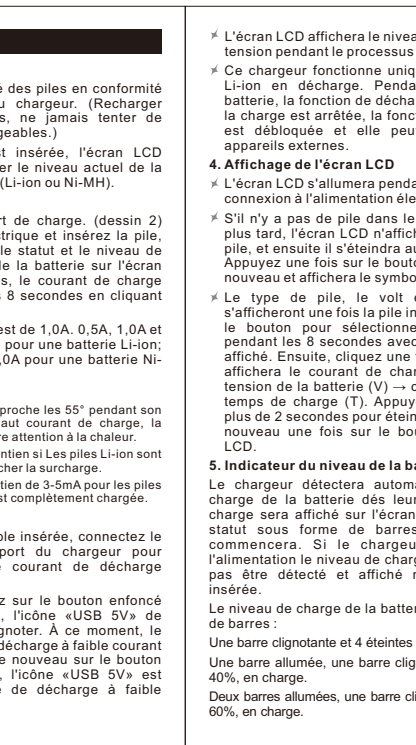 é des piles en conformité
u chargeur. (Recharger
s, ne jamais tenter de
geables.)
t insérée, l'écran LCD
er le niveau actuel de la
(Li-ion ou Ni-MH).
rt de charge. (dessin 2)
trique et insérez la pile,
le statut et le niveau de
de la batterie sur l'écran
s, le courant de charge
s 8 secondes en cliquant
est de 1,0A. 0,5A, 1,0A et
pour une batterie Li-ion;
,0A pour une batterie Ni-
proche les 55° pendant son
aut courant de charge, la
re attention à la chaleur.
ntien si Les piles Li-ion sont
cher la surcharge.
tien de 3-5mA pour les piles
st complètement chargée.
ble insérée, connectez le
port du chargeur pour
e courant de décharge
z sur le bouton enfoncé
, l'icône «USB 5V» de
gnoter. À ce moment, le
décharge à faible courant
e nouveau sur le bouton
, l'icône «USB 5V» est
e de décharge à faible
L'écran LCD affichera le nivea
tension pendant le processus
Ce chargeur fonctionne uniq
Li-ion en décharge. Penda
batterie, la fonction de décha
la charge est arrêtée, la fonc
est débloquée et elle peu
appareils externes.
4. Affichage de l'écran LCD
L'écran LCD s'allumera penda
connexion à l'alimentation éle
S'il n'y a pas de pile dans le
plus tard, l'écran LCD n'affich
pile, et ensuite il s'éteindra au
Appuyez une fois sur le bouto
nouveau et affichera le symbo
Le type de pile, le volt
s'afficheront une fois la pile in
le bouton pour sélectionne
pendant les 8 secondes avec
affiché. Ensuite, cliquez une
affichera le courant de char
tension de la batterie (V) → c
temps de charge (T). Appuy
plus de 2 secondes pour étein
nouveau une fois sur le bou
LCD.
5. Indicateur du niveau de la ba
Le chargeur détectera autom
charge de la batterie dés leur
charge sera affiché sur l'écran
statut sous forme de barres
commencera. Si le chargeu
l'alimentation le niveau de charg
pas être détecté et affiché
insérée.
Le niveau de charge de la batter
de barres :
Une barre clignotante et 4 éteintes
Une barre allumée, une barre clig
40%, en charge.
Deux barres allumées, une barre cli
60%, en charge.